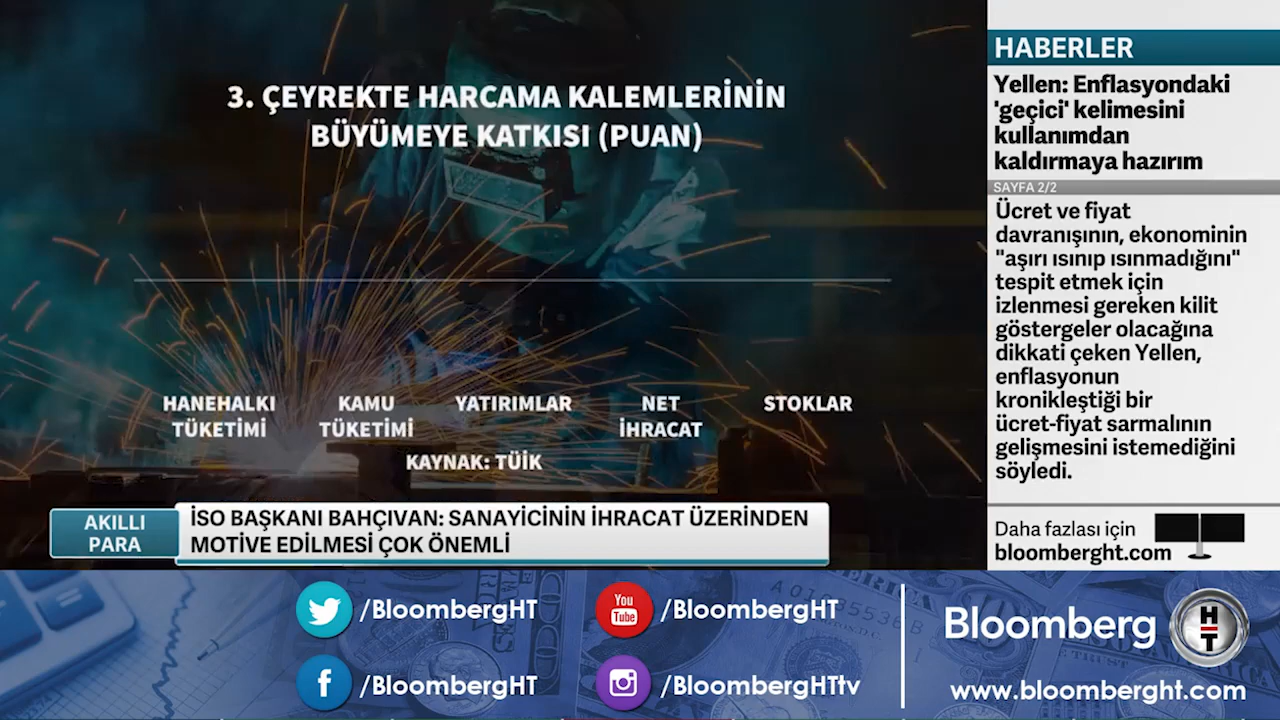 3. ÇEYREKTE HARCAMA KALEMLERİNİN
BÜYÜMEYE KATKISI (PUAN)
HANEHALKI
TÜKETİMİ
KAMU
TÜKETİMİ
YATIRIMLAR
NET
İHRACAT
STOKLAR
KAYNAK: TÜİK
AKILLI
PARA
İSO BAŞKANI BAHÇIVAN: SANAYİCİNİN İHRACAT ÜZERİNDEN
MOTİVE EDİLMESİ ÇOK ÖNEMLİ
HABERLER
Yellen: Enflasyondaki
'geçici' kelimesini
kullanımdan
kaldırmaya hazırım
SAYFA 2/2
Ücret ve fiyat
davranışının, ekonominin
"aşırı ısınıp ısınmadığını"
tespit etmek için
izlenmesi gereken kilit
göstergeler olacağına
dikkati çeken Yellen,
enflasyonun
kronikleştiği bir
ücret-fiyat sarmalının
gelişmesini istemediğini
söyledi.
Daha fazlası için
bloomberght.com
/BloombergHT
You
Tube
/BloombergHT
/BloombergHT
/BloombergHTtv
Bloomberg
HT
www.bloomberght.com